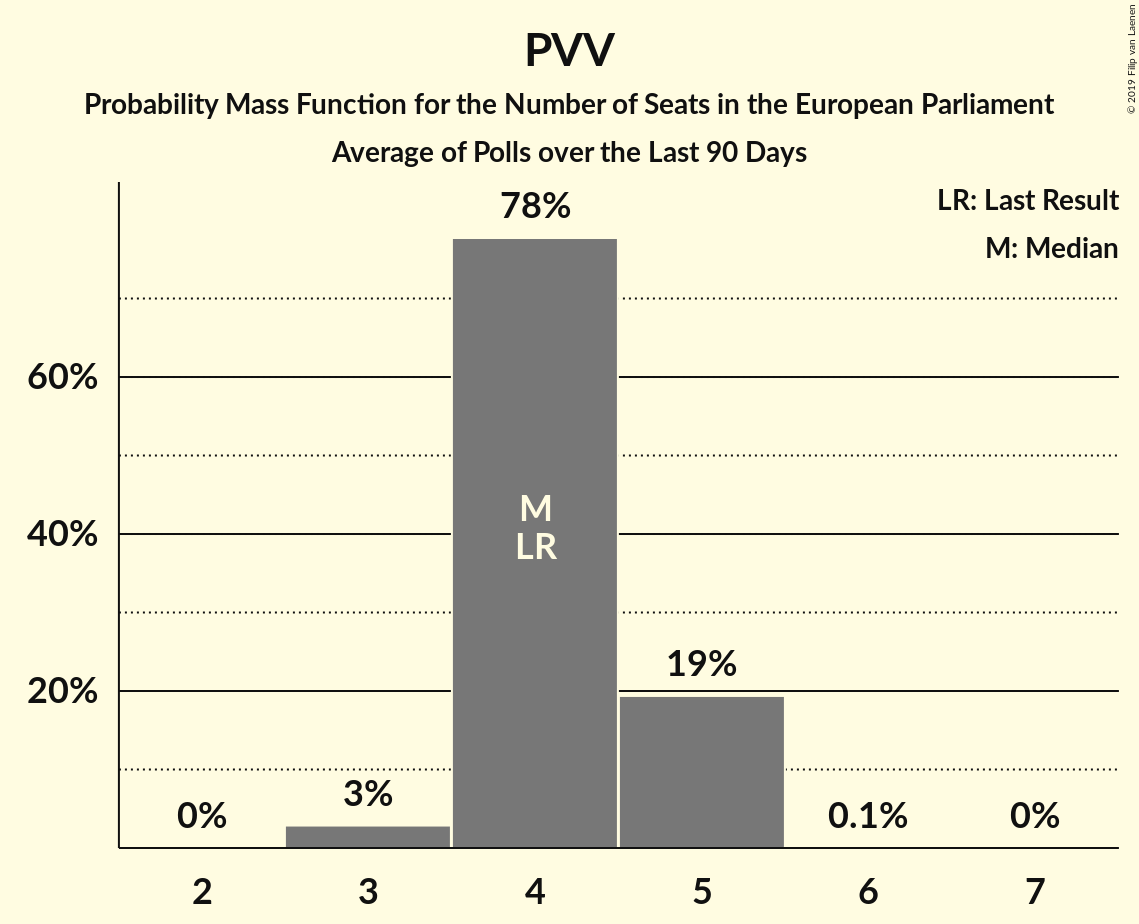 PVV
Probability Mass Function for the Number of Seats in the European Parliament
Average of Polls over the Last 90 Days
© 2019 Filip van Laenen
LR: Last Result
M: Median
78%
60%
M
40%
LR
19%
20%
3%
0%
0.1%
0%
2 3 4 5 6 7